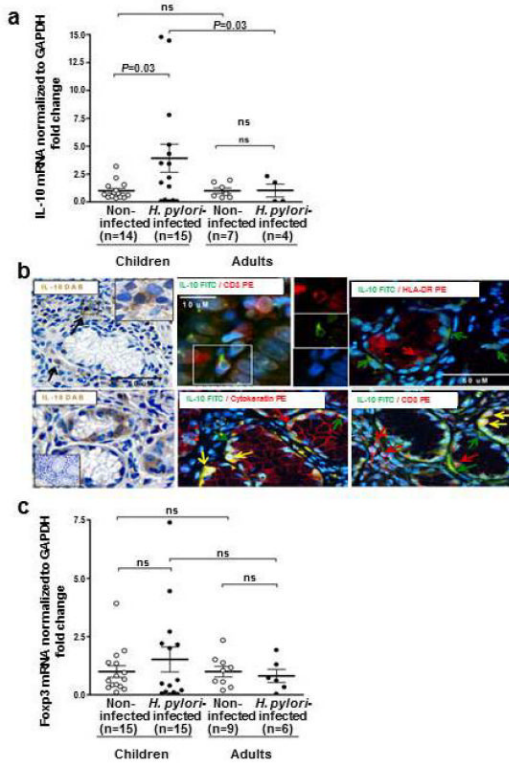 a
ns
P=0.03
P=0.03
ns
ns
IL-10 mRNA normalized to GAPDH
fold change
15.0
12.5
10.0
7.5
5.0
2.5
0.0
Non-
infected
(n=14)
H. pylori-
infected
(n=15)
Non-
infected
(n=7)
H. pylori-
infected
(n=4)
Children
Adults
b
IL-10 DAB
IL-10 FITC / CD3 PE
10 uM
IL-10 FITC / HLA-DR PE
IL-10 DAB
IL-10 FITC / Cytokeratin PE
IL-10 FITC / CD3 PE
c
ns
ns
ns
ns
Foxp3 mRNA normalized to GAPDH
fold change
7.5
5.0
2.5
0.0
Non-
infected
(n=15)
H. pylori-
infected
(n=15)
Non-
infected
(n=9)
H. pylori-
infected
(n=6)
Children
Adults